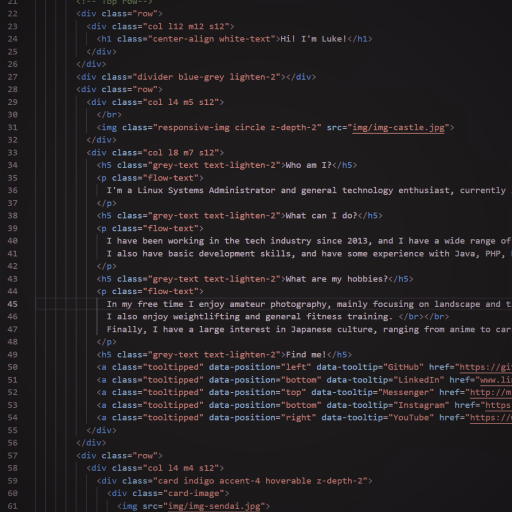 21 <!-- Top row-->
22 <div class="row">
23 <div class="col l12 m12 s12">
24 <h1 class="center-align white-text">Hi! I'm Luke!</h1>
25 </div>
26 </div>
27 <div class="divider blue-grey lighten-2"></div>
28 <div class="row">
29 <div class="col l4 m5 s12">
30 </br>
31 <img class="responsive-img circle z-depth-2" src="img/img-castle.jpg">
32 </div>
33 <div class="col l8 m7 s12">
34 <h5 class="grey-text text-lighten-2">Who am I?</h5>
35 <p class="flow-text">
36 I'm a Linux Systems Administrator and general technology enthusiast, currently
37 </p>
38 <h5 class="grey-text text-lighten-2">What can I do?</h5>
39 <p class="flow-text">
40 I have been working in the tech industry since 2013, and I have a wide range of
41 I also have basic development skills, and have some experience with Java, PHP,
42 </p>
43 <h5 class="grey-text text-lighten-2">What are my hobbies?</h5>
44 <p class="flow-text">
45 In my free time I enjoy amateur photography, mainly focusing on landscape and t
46 I also enjoy weightlifting and general fitness training. </br></br>
47 Finally, I have a large interest in Japanese culture, ranging from anime to car
48 </p>
49 <h5 class="grey-text text-lighten-2">Find me!</h5>
50 <a class="tooltipped" data-position="left" data-tooltip="GitHub" href="https://gi
51 <a class="tooltipped" data-position="bottom" data-tooltip="LinkedIn" href="www.li
52 <a class="tooltipped" data-position="top" data-tooltip="Messenger" href="http://m
53 <a class="tooltipped" data-position="bottom" data-tooltip="Instagram" href="https
54 <a class="tooltipped" data-position="right" data-tooltip="YouTube" href="https://
55 </div>
56 </div>
57 <div class="row">
58 <div class="col l4 m4 s12">
59 <div class="card indigo accent-4 hoverable z-depth-2">
60 <div class="card-image">
61 <img src="img/img-sendai.jpg">